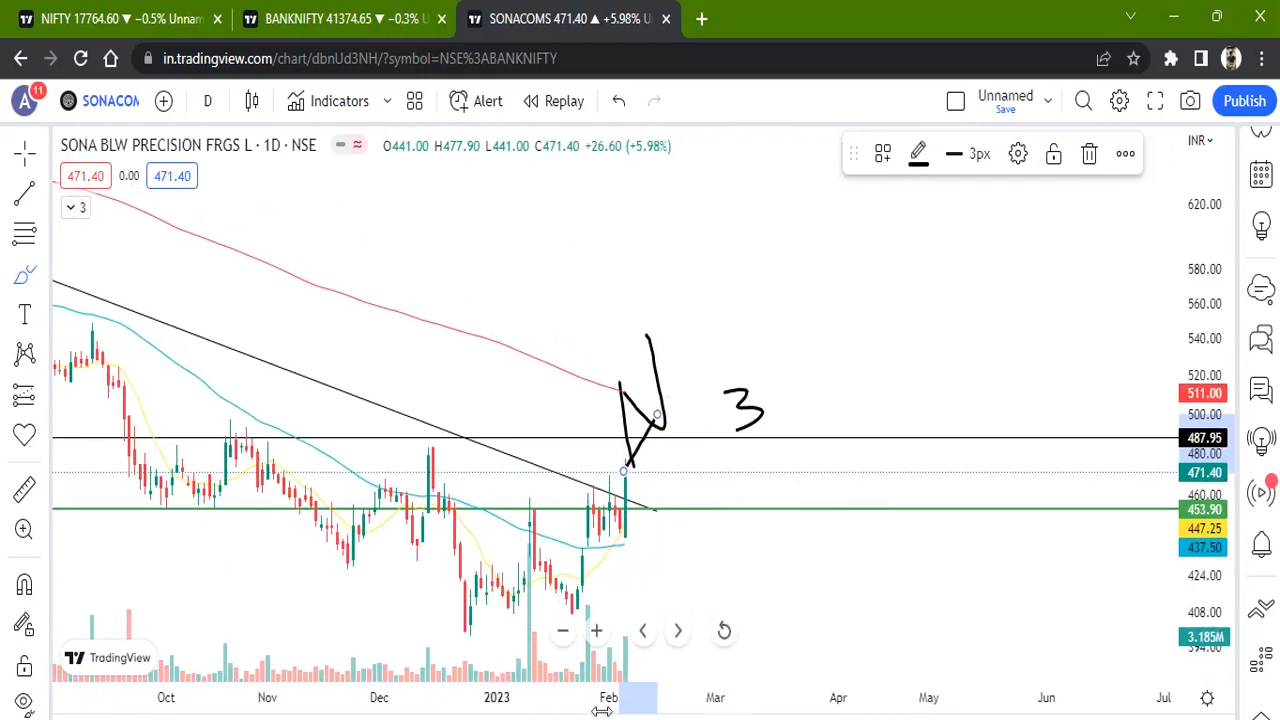 NIFTY 17764.60 ▼ −0.5% Unnam
BANKNIFTY 41374.65 ▼ −0.3% U
SONACOMS 471.40 ▲ +5.98% U
in.tradingview.com/chart/dbnUd3NH/?symbol=NSE%3ABANKNIFTY
A 11 SONACOM D Indicators Alert Replay Unnamed Save Publish
SONA BLW PRECISION FRGS L · 1D · NSE O441.00 H477.90 L441.00 C471.40 +26.60 (+5.98%)
3px
INR
471.40 0.00 471.40
3
620.00
580.00
560.00
540.00
520.00
511.00
500.00
3
487.95
480.00
471.40
460.00
453.90
447.25
437.50
424.00
408.00
3.185M
394.00
TradingView
Oct Nov Dec 2023 Feb Mar Apr May Jun Jul